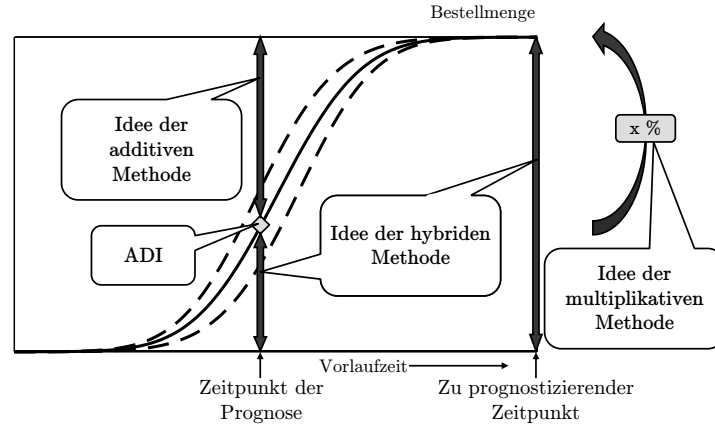 Bestellmenge
Idee der
additiven
Methode
x %
ADI
Idee der hybriden
Methode
Idee der
multiplikativen
Methode
Vorlaufzeit
Zeitpunkt der
Prognose
Zu prognostizierender
Zeitpunkt